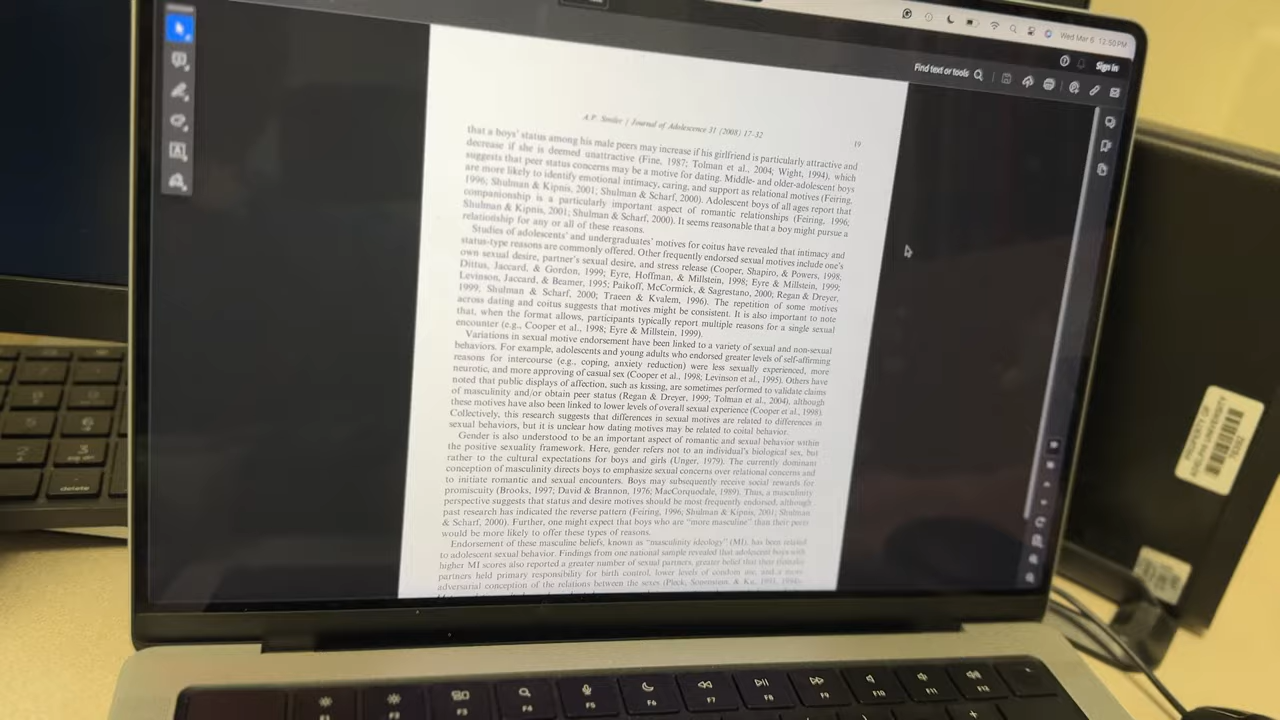 Wed Mar 6 12:50 PM
Sign in
Find text or tools
A.P. Smiler / Journal of Adolescence 31 (2008) 17–32
19
that a boys' status among his male peers may increase if his girlfriend is particularly attractive and
decrease if she is deemed unattractive (Fine, 1987; Tolman et al., 2004; Wight, 1994), which
suggests that peer status concerns may be a motive for dating. Middle- and older-adolescent boys
are more likely to identify emotional intimacy, caring, and support as relational motives (Feiring,
1996; Shulman & Kipnis, 2001; Shulman & Scharf, 2000). Adolescent boys of all ages report that
companionship is a particularly important aspect of romantic relationships (Feiring, 1996;
Shulman & Kipnis, 2001; Shulman & Scharf, 2000). It seems reasonable that a boy might pursue a
relationship for any or all of these reasons.
Studies of adolescents' and undergraduates' motives for coitus have revealed that intimacy and
status-type reasons are commonly offered. Other frequently endorsed sexual motives include one's
own sexual desire, partner's sexual desire, and stress release (Cooper, Shapiro, & Powers, 1998;
Dittus, Jaccard, & Gordon, 1999; Eyre, Hoffman, & Millstein, 1998; Eyre & Millstein, 1999;
Levinson, Jaccard, & Beamer, 1995; Paikoff, McCormick, & Sagrestano, 2000; Regan & Dreyer,
1999; Shulman & Scharf, 2000; Traeen & Kvalem, 1996). The repetition of some motives
across dating and coitus suggests that motives might be consistent. It is also important to note
that, when the format allows, participants typically report multiple reasons for a single sexual
encounter (e.g., Cooper et al., 1998; Eyre & Millstein, 1999).
Variations in sexual motive endorsement have been linked to a variety of sexual and non-sexual
behaviors. For example, adolescents and young adults who endorsed greater levels of self-affirming
reasons for intercourse (e.g., coping, anxiety reduction) were less sexually experienced, more
neurotic, and more approving of casual sex (Cooper et al., 1998; Levinson et al., 1995). Others have
noted that public displays of affection, such as kissing, are sometimes performed to validate claims
of masculinity and/or obtain peer status (Regan & Dreyer, 1999; Tolman et al., 2004), although
these motives have also been linked to lower levels of overall sexual experience (Cooper et al., 1998).
Collectively, this research suggests that differences in sexual motives are related to differences in
sexual behaviors, but it is unclear how dating motives may be related to coital behavior.
Gender is also understood to be an important aspect of romantic and sexual behavior within
the positive sexuality framework. Here, gender refers not to an individual's biological sex, but
rather to the cultural expectations for boys and girls (Unger, 1979). The currently dominant
conception of masculinity directs boys to emphasize sexual concerns over relational concerns and
to initiate romantic and sexual encounters. Boys may subsequently receive social rewards for
promiscuity (Brooks, 1997; David & Brannon, 1976; MacCorquodale, 1989). Thus, a masculinity
perspective suggests that status and desire motives should be most frequently endorsed, although
past research has indicated the reverse pattern (Feiring, 1996; Shulman & Kipnis, 2001; Shulman
& Scharf, 2000). Further, one might expect that boys who are "more masculine" than their peers
would be more likely to offer these types of reasons.
Endorsement of these masculine beliefs, known as "masculinity ideology" (MI), has been related
to adolescent sexual behavior. Findings from one national sample revealed that adolescent boys with
higher MI scores also reported a greater number of sexual partners, greater belief that their (female)
partners held primary responsibility for birth control, lower levels of condom use, and a more
adversarial conception of the relations between the sexes (Pleck, Sonenstein, & Ku, 1993, 1994).
delete
F1
F2
F3
F4
F5
F6
F7
F8
F9
F10
F11
F12